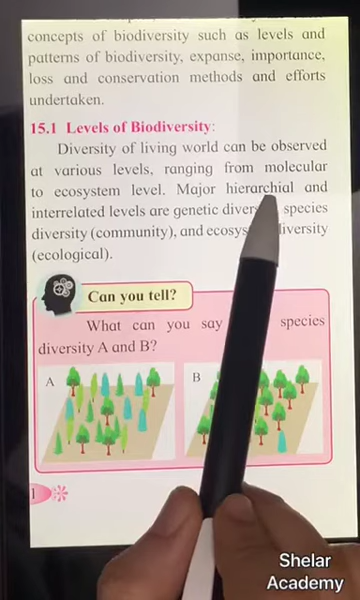 concepts of biodiversity such as levels and
patterns of biodiversity, expanse, importance,
loss and conservation methods and efforts
undertaken.
15.1 Levels of Biodiversity:
Diversity of living world can be observed
at various levels, ranging from molecular
to ecosystem level. Major hierarchial and
interrelated levels are genetic species
diversity (community), and
(ecological).
Can you tell?
What can you say species
diversity A and B?
A
B
1
Shelar
Academy